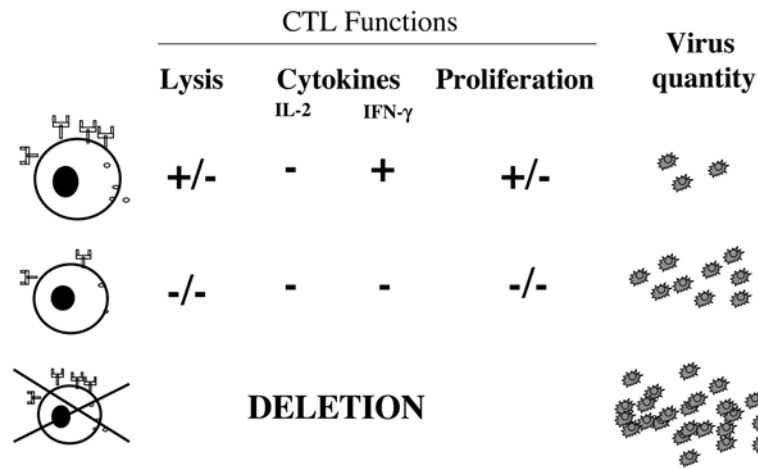 CTL Functions
Virus quantity
Lysis Cytokines Proliferation
IL-2 IFN-γ
+/- - + +/-
-/- - - -/-
DELETION